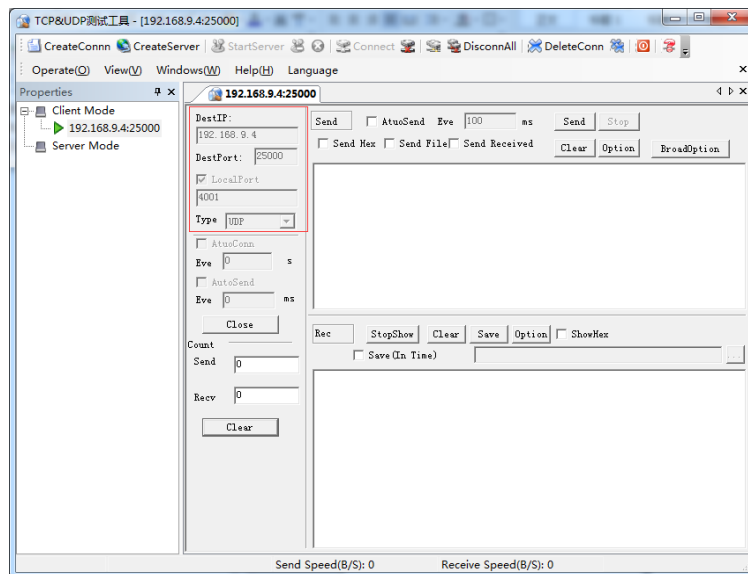 TCP&UDP测试工具 - [192.168.9.4:25000]
CreateConnn CreateServer StartServer Connect DisconnAll DeleteConn
Operate(O) View(V) Windows(W) Help(H) Language
Properties
Client Mode
192.168.9.4:25000
Server Mode
192.168.9.4:25000
DestIP:
192.168.9.4
DestPort: 25000
LocalPort
4001
Type UDP
AtuoConn
Eve 0 s
AutoSend
Eve 0 ms
Close
Count
Send 0
Recv 0
Clear
Send AtuoSend Eve 100 ms Send Stop
Send Hex Send File Send Received Clear Option BroadOption
Rec StopShow Clear Save Option ShowHex
Save(In Time) ...
Send Speed(B/S): 0 Receive Speed(B/S): 0